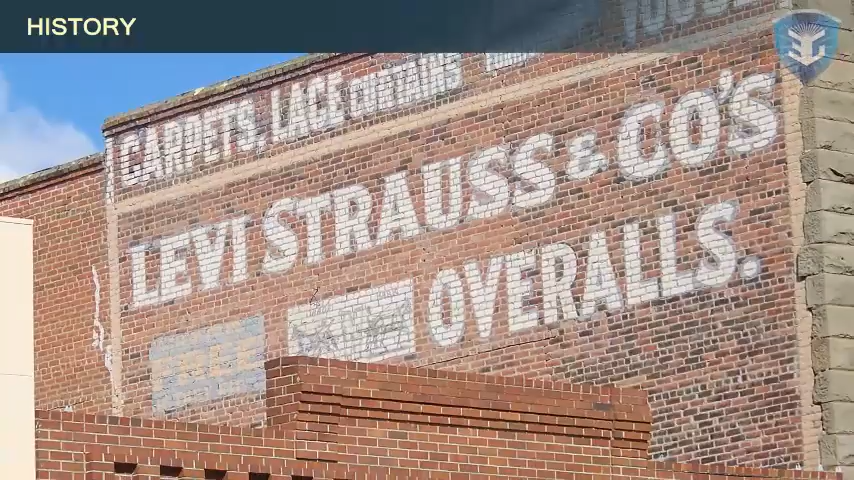 HISTORY
CARPETS, LACE CURTAINS
LEVI STRAUSS & CO'S
OVERALLS.